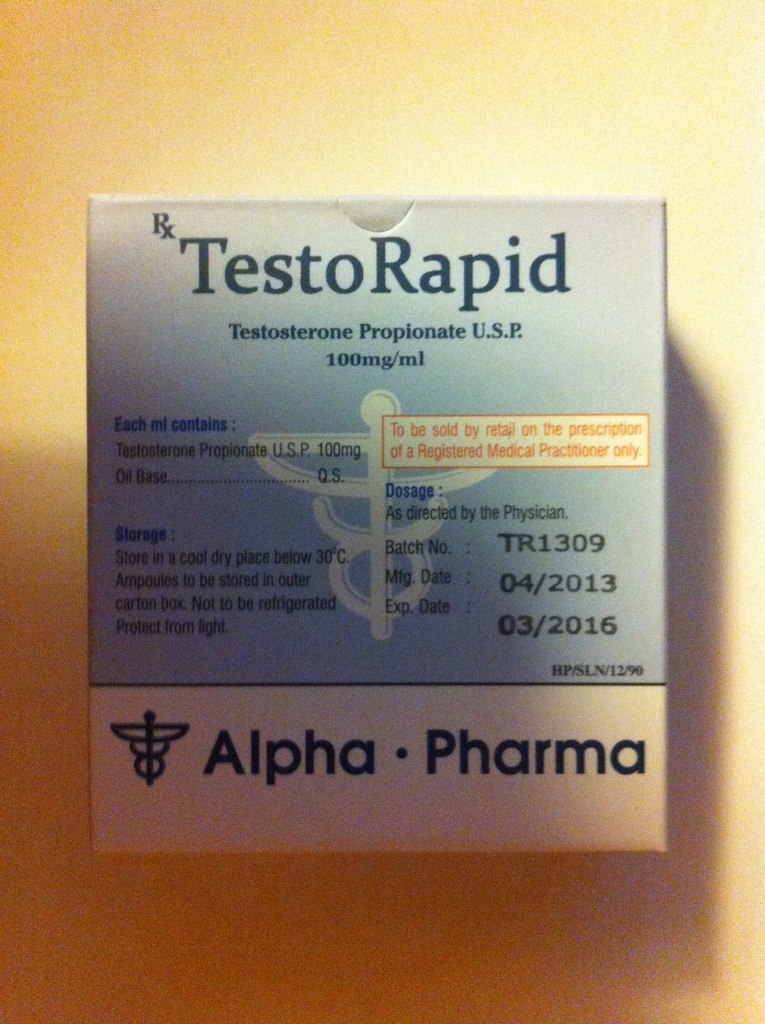 Rx TestoRapid
Testosterone Propionate U.S.P.
100mg/ml
Each ml contains :
Testosterone Propionate U.S.P. 100mg
Oil Base................................ Q.S.
Storage :
Store in a cool dry place below 30°C.
Ampoules to be stored in outer
carton box. Not to be refrigerated
Protect from light.
To be sold by retail on the prescription
of a Registered Medical Practitioner only.
Dosage :
As directed by the Physician.
Batch No. : TR1309
Mfg. Date : 04/2013
Exp. Date : 03/2016
HP/SLN/12/90
Alpha · Pharma